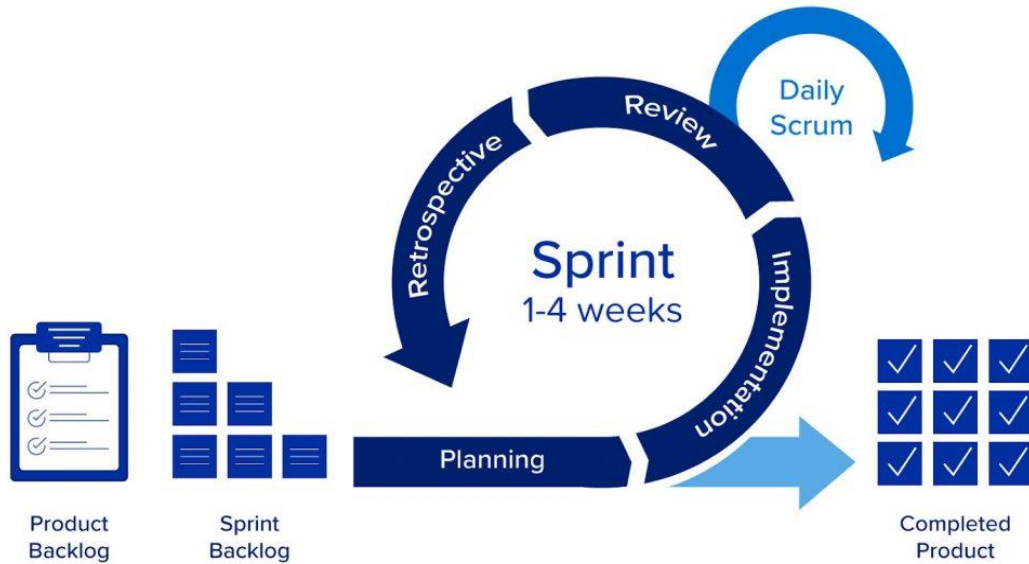 Daily
Scrum
Review
Retrospective
Sprint
1-4 weeks
Implementation
Planning
Product
Backlog
Sprint
Backlog
Completed
Product